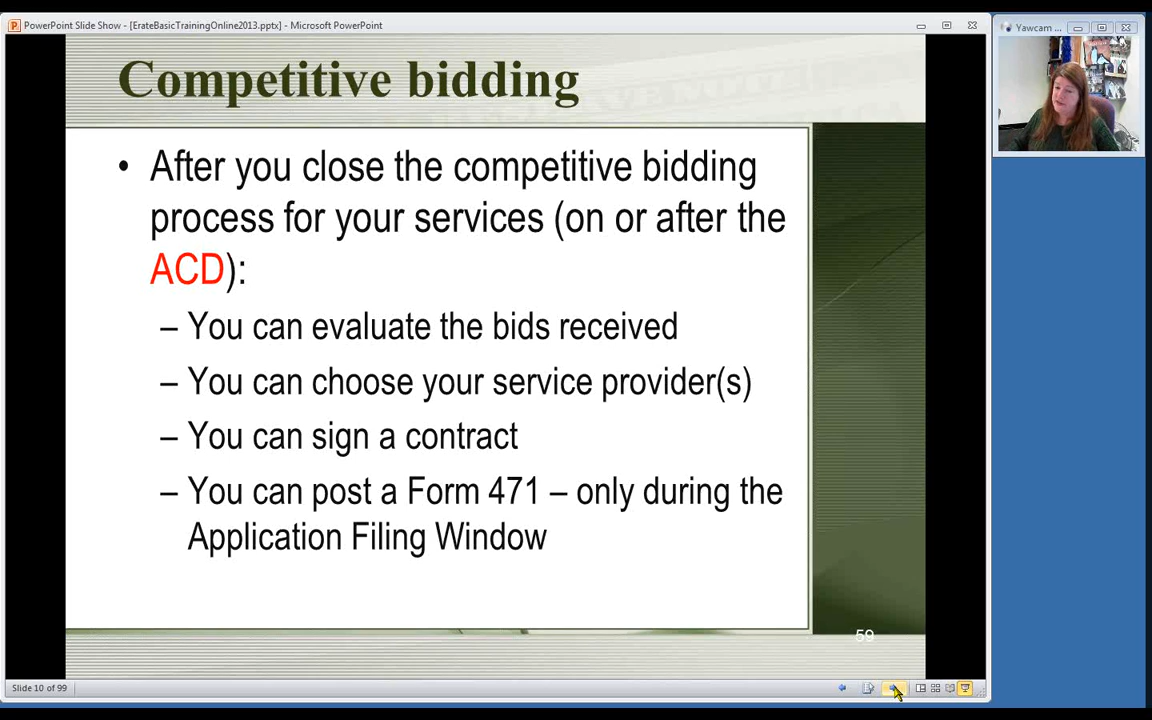 PowerPoint Slide Show - [ErateBasicTrainingOnline2013.pptx] - Microsoft PowerPoint
Yawcam ...
Competitive bidding
• After you close the competitive bidding
process for your services (on or after the
ACD):
– You can evaluate the bids received
– You can choose your service provider(s)
– You can sign a contract
– You can post a Form 471 – only during the
Application Filing Window
59
Slide 10 of 99